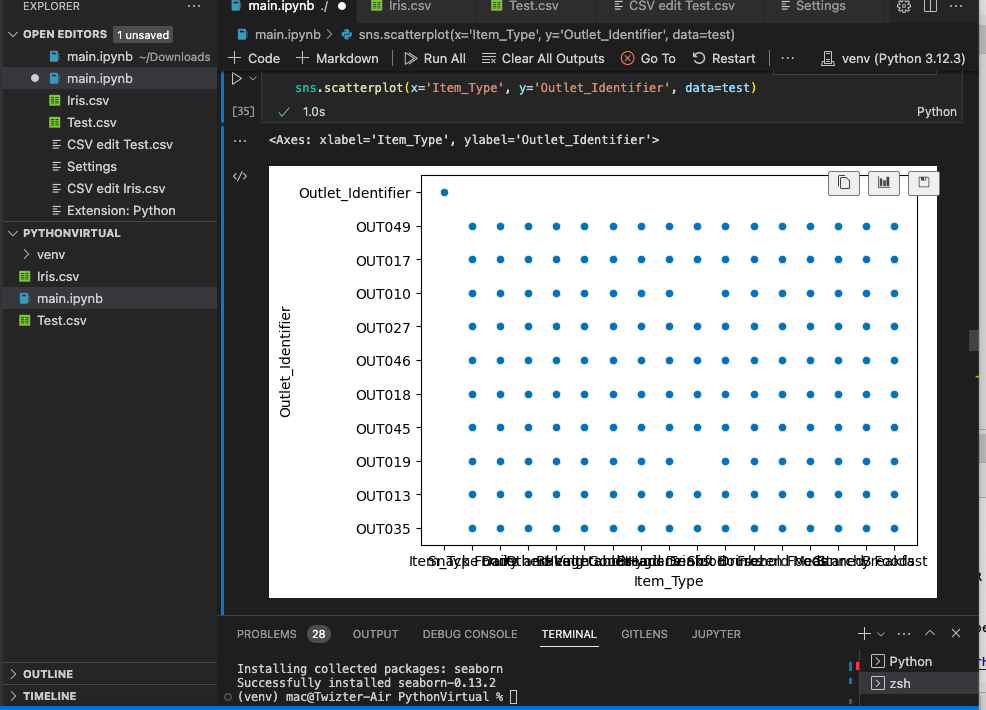 EXPLORER
main.ipynb ./
Iris.csv
Test.csv
CSV edit Test.csv
Settings
OPEN EDITORS 1 unsaved
main.ipynb ~/Downloads
main.ipynb
Iris.csv
Test.csv
CSV edit Test.csv
Settings
CSV edit Iris.csv
Extension: Python
PYTHONVIRTUAL
venv
Iris.csv
main.ipynb
Test.csv
OUTLINE
TIMELINE
main.ipynb > sns.scatterplot(x='Item_Type', y='Outlet_Identifier', data=test)
+ Code + Markdown Run All Clear All Outputs Go To Restart ... venv (Python 3.12.3)
sns.scatterplot(x='Item_Type', y='Outlet_Identifier', data=test)
[35] 1.0s Python
<Axes: xlabel='Item_Type', ylabel='Outlet_Identifier'>
Outlet_Identifier
Outlet_Identifier
OUT049
OUT017
OUT010
OUT027
OUT046
OUT018
OUT045
OUT019
OUT013
OUT035
Item_Type
PROBLEMS 28 OUTPUT DEBUG CONSOLE TERMINAL GITLENS JUPYTER
Installing collected packages: seaborn
Successfully installed seaborn-0.13.2
(venv) mac@Twizter-Air PythonVirtual %
Python
zsh